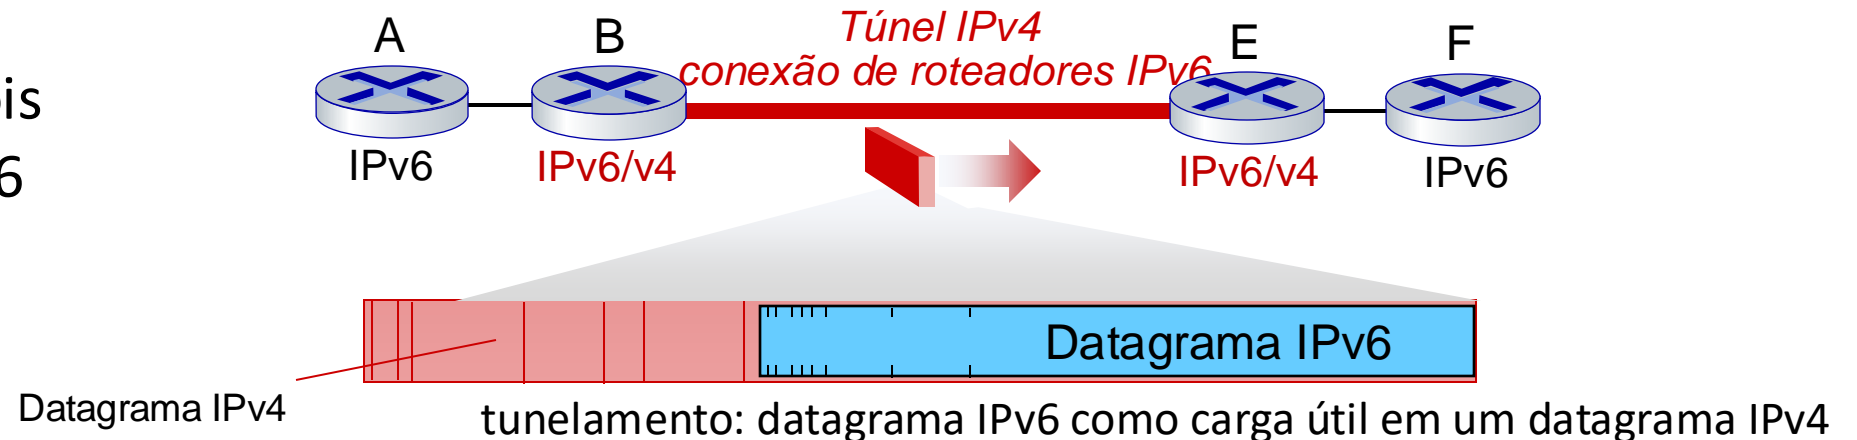 A
B
Túnel IPv4
conexão de roteadores IPv6
E
F
IPv6
IPv6/v4
IPv6/v4
IPv6
is
6
Datagrama IPv6
Datagrama IPv4
tunelamento: datagrama IPv6 como carga útil em um datagrama IPv4